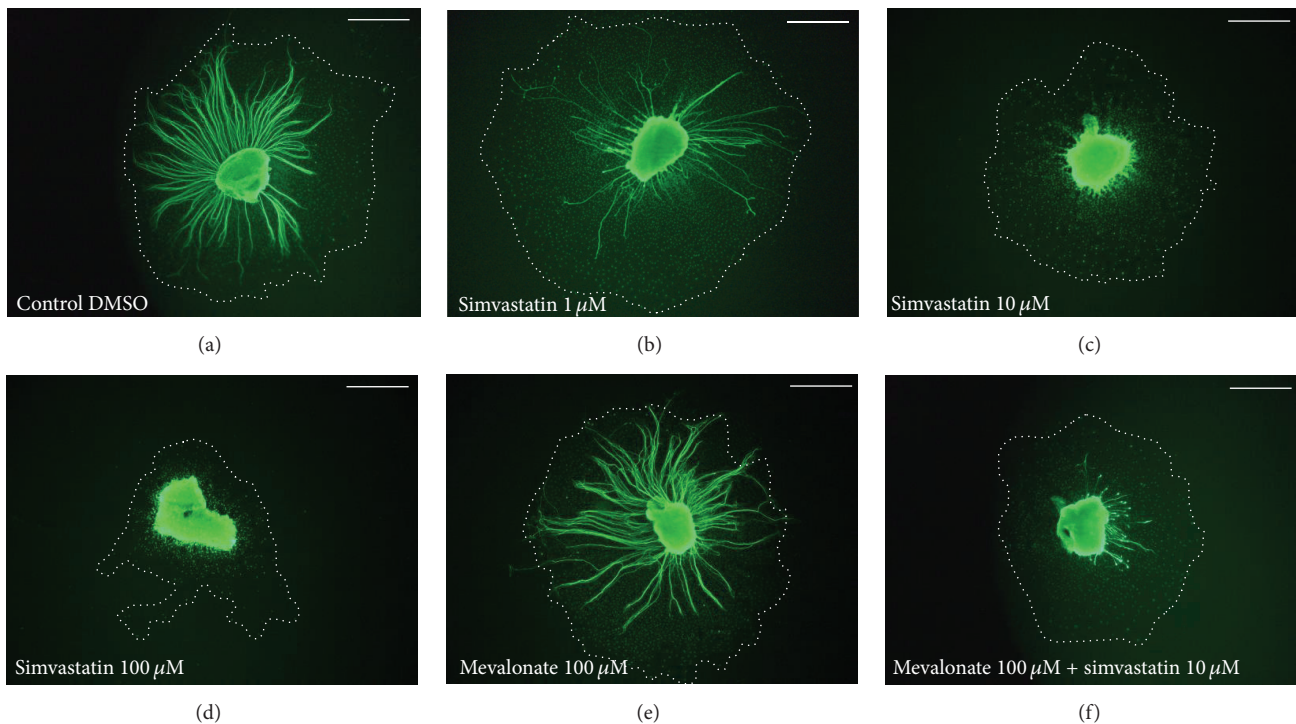 Control DMSO
(a)
Simvastatin 1 μM
(b)
Simvastatin 10 μM
(c)
Simvastatin 100 μM
(d)
Mevalonate 100 μM
(e)
Mevalonate 100 μM + simvastatin 10 μM
(f)